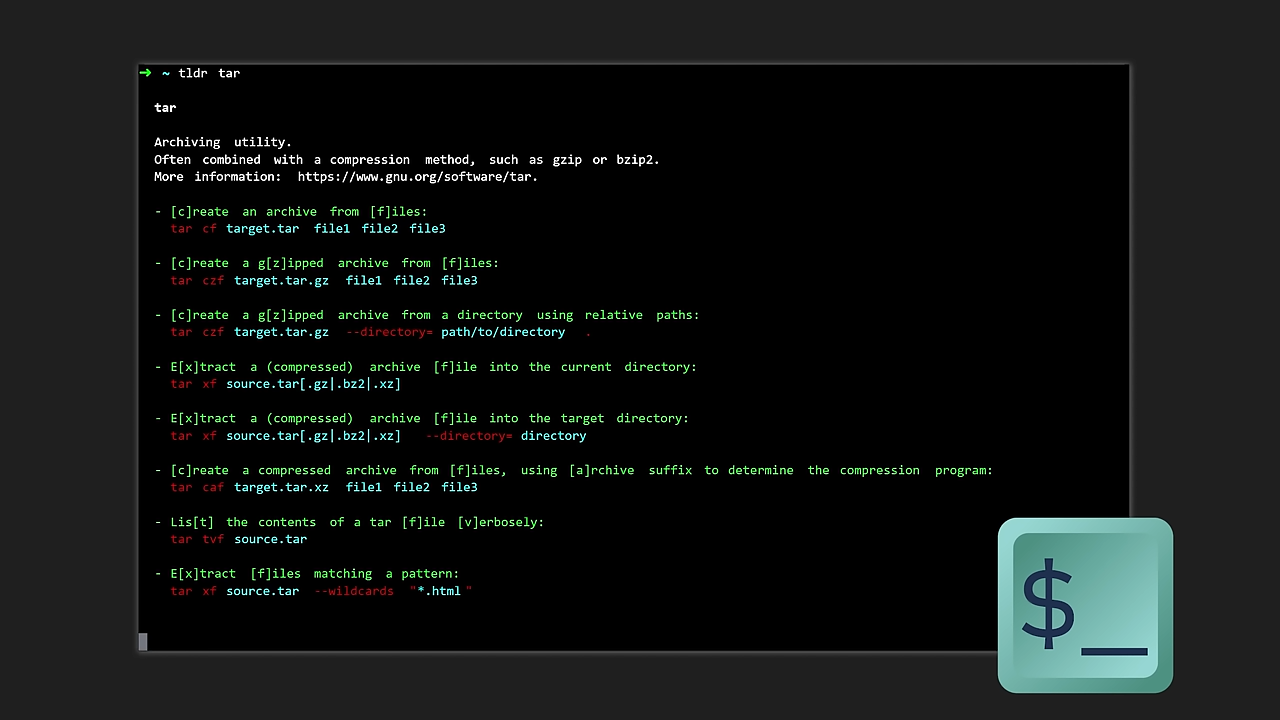 ➜ ~ tldr tar
tar
Archiving utility.
Often combined with a compression method, such as gzip or bzip2.
More information: https://www.gnu.org/software/tar.
- [c]reate an archive from [f]iles:
tar cf target.tar file1 file2 file3
- [c]reate a g[z]ipped archive from [f]iles:
tar czf target.tar.gz file1 file2 file3
- [c]reate a g[z]ipped archive from a directory using relative paths:
tar czf target.tar.gz --directory= path/to/directory .
- E[x]tract a (compressed) archive [f]ile into the current directory:
tar xf source.tar[.gz|.bz2|.xz]
- E[x]tract a (compressed) archive [f]ile into the target directory:
tar xf source.tar[.gz|.bz2|.xz] --directory= directory
- [c]reate a compressed archive from [f]iles, using [a]rchive suffix to determine the compression program:
tar caf target.tar.xz file1 file2 file3
- Lis[t] the contents of a tar [f]ile [v]erbosely:
tar tvf source.tar
- E[x]tract [f]iles matching a pattern:
tar xf source.tar --wildcards "*.html "
$_